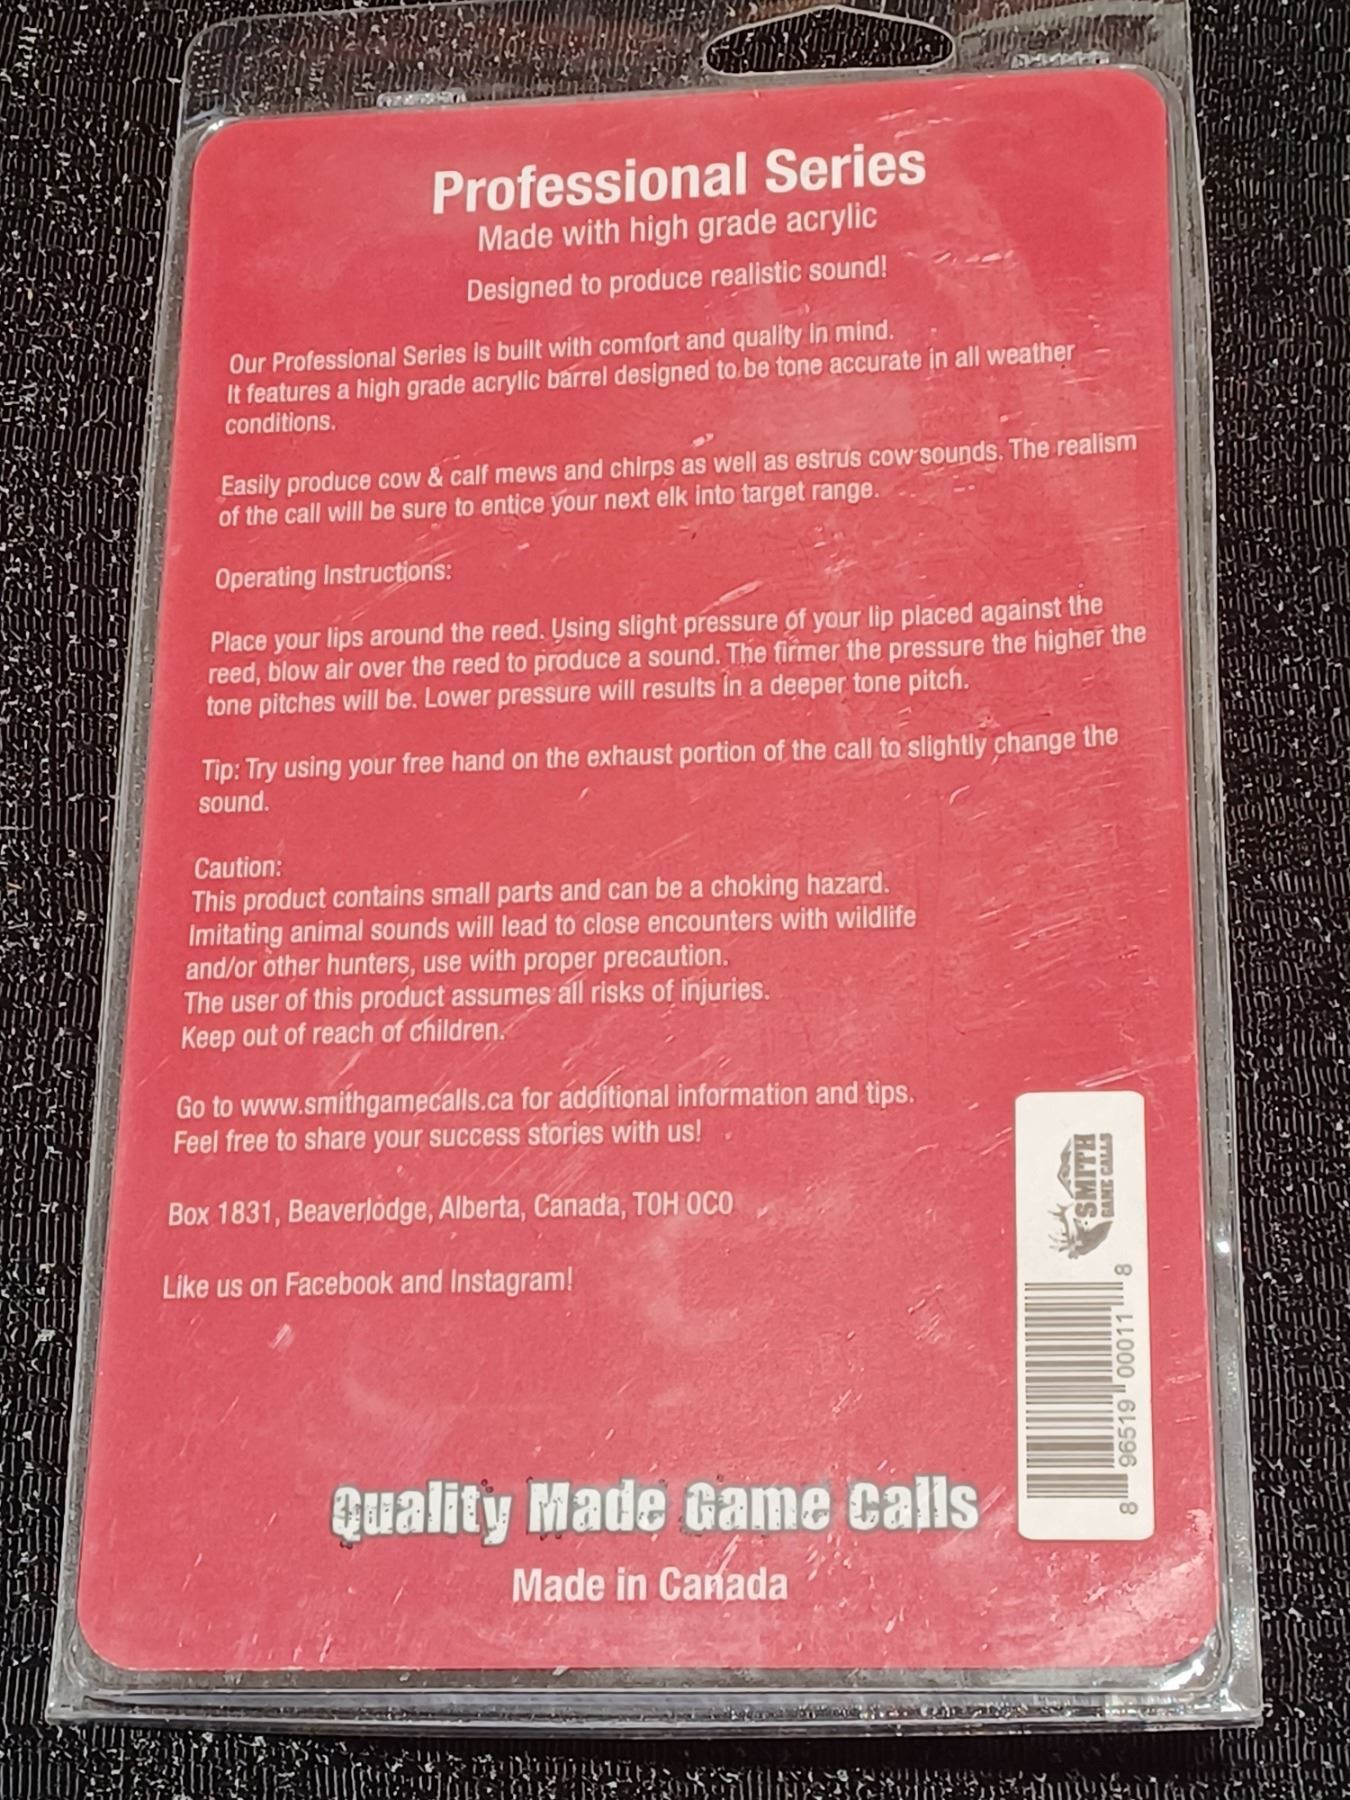 Professional Series
Made with high grade acrylic
Designed to produce realistic sound!
Our Professional Series is built with comfort and quality in mind.
It features a high grade acrylic barrel designed to be tone accurate in all weather
conditions.
Easily produce cow & calf mews and chirps as well as estrus cow sounds. The realism
of the call will be sure to entice your next elk into target range.
Operating Instructions:
Place your lips around the reed. Using slight pressure of your lip placed against the
reed, blow air over the reed to produce a sound. The firmer the pressure the higher the
tone pitches will be. Lower pressure will results in a deeper tone pitch.
Tip: Try using your free hand on the exhaust portion of the call to slightly change the
sound.
Caution:
This product contains small parts and can be a choking hazard.
Imitating animal sounds will lead to close encounters with wildlife
and/or other hunters, use with proper precaution.
The user of this product assumes all risks of injuries.
Keep out of reach of children.
Go to www.smithgamecalls.ca for additional information and tips.
Feel free to share your success stories with us!
Box 1831, Beaverlodge, Alberta, Canada, T0H 0C0
Like us on Facebook and Instagram!
SMITH
GAME CALLS
8 96519 00011 8
Quality Made Game Calls
Made in Canada